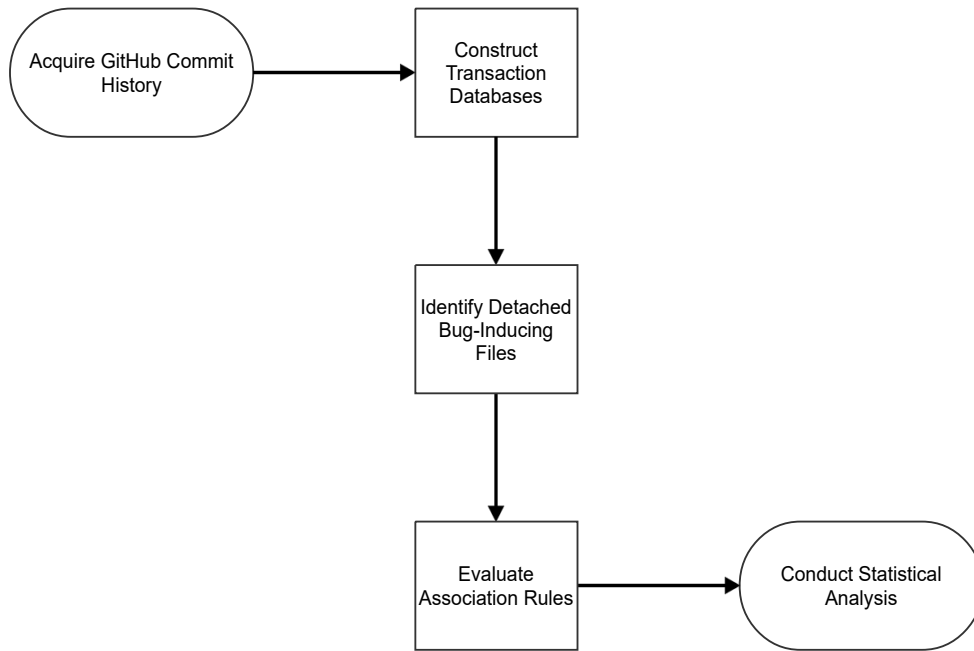 Acquire GitHub Commit
History
Construct
Transaction
Databases
Identify Detached
Bug-Inducing
Files
Evaluate
Association Rules
Conduct Statistical
Analysis